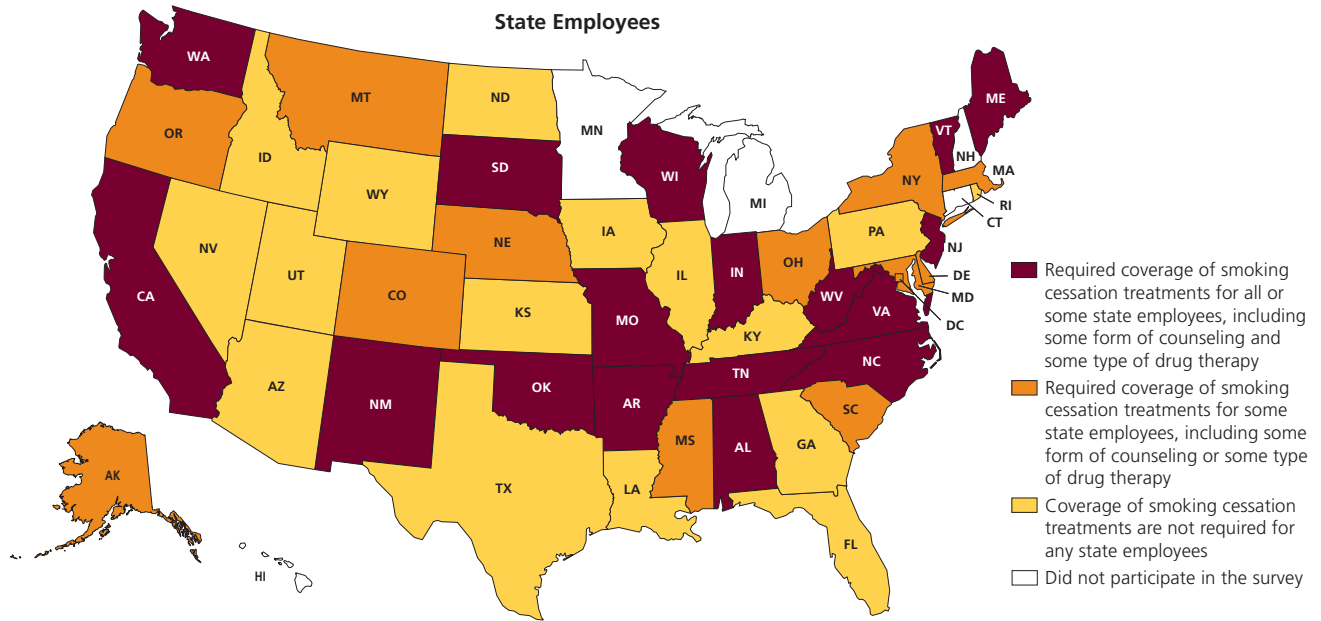 State Employees
WA
MT
ND
MN
ME
VT
NH
OR
ID
SD
WI
MA
NY
WY
MI
RI
CT
IA
PA
NE
NV
NJ
UT
IL
IN
OH
DE
CA
CO
WV
MD
KS
MO
VA
DC
KY
NC
TN
AZ
OK
NM
AR
SC
MS
AL
GA
AK
TX
LA
FL
HI
Required coverage of smoking
cessation treatments for all or
some state employees, including
some form of counseling and
some type of drug therapy
Required coverage of smoking
cessation treatments for some
state employees, including some
form of counseling or some type
of drug therapy
Coverage of smoking cessation
treatments are not required for
any state employees
Did not participate in the survey